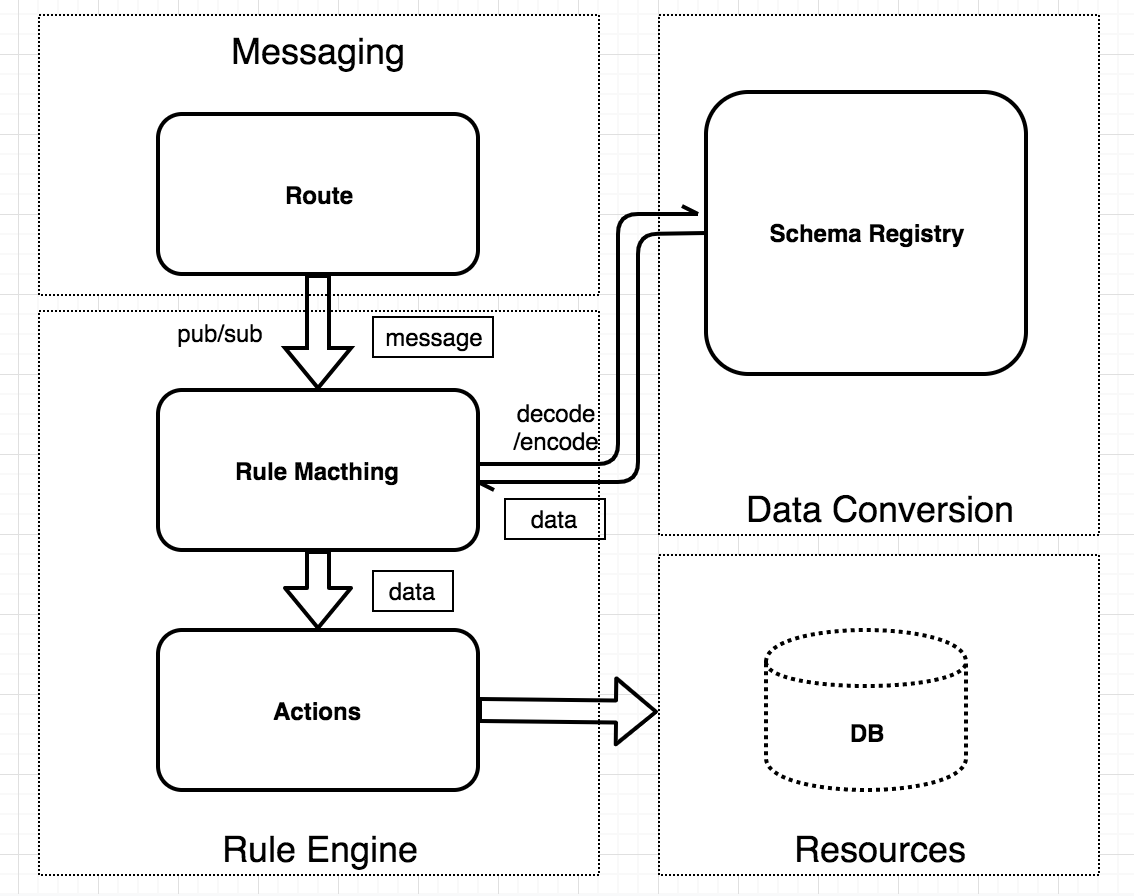 Messaging
Route
pub/sub
message
Schema Registry
decode
/encode
Rule Macthing
data
Data Conversion
data
Actions
DB
Rule Engine
Resources